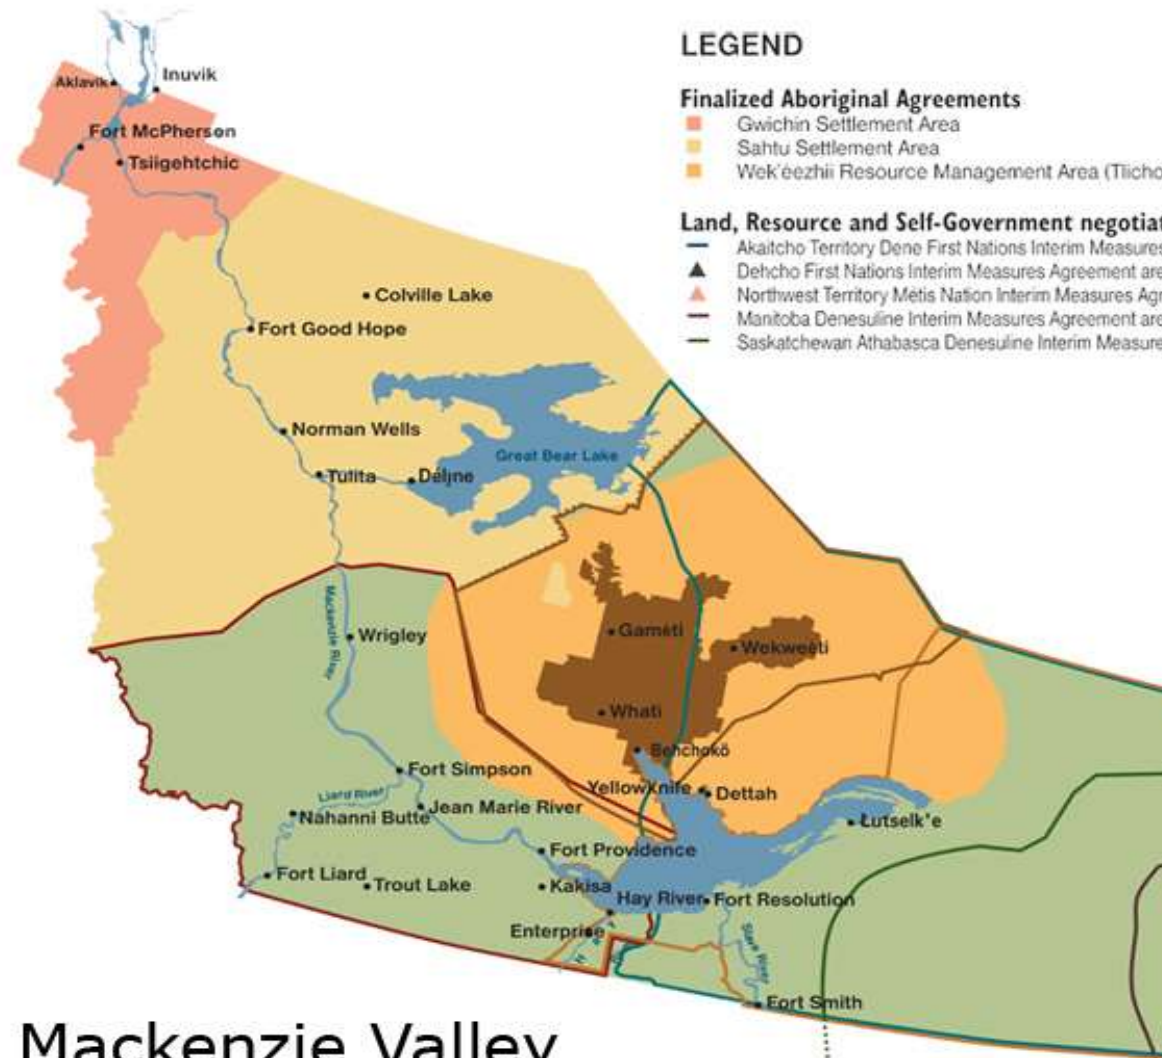 LEGEND
Finalized Aboriginal Agreements
Gwichin Settlement Area
Sahtu Settlement Area
Wek'èezhii Resource Management Area (Tlicho
Land, Resource and Self-Government negotiat
Akaitcho Territory Dene First Nations Interim Measures
Dehcho First Nations Interim Measures Agreement are
Northwest Territory Métis Nation Interim Measures Agr
Manitoba Denesuline Interim Measures Agreement are
Saskatchewan Athabasca Denesuline Interim Measure
Inuvik
Aklavik
Fort McPherson
Tsiigehtchic
Colville Lake
Fort Good Hope
Norman Wells
Great Bear Lake
Tulita
Déljne
Mackenzie River
Wrigley
Gamèti
Wekweèti
Whati
Behchokö
Fort Simpson
Yellowknife
Dettah
Liard River
Jean Marie River
Nahanni Butte
Łutselk'e
Fort Providence
Fort Liard
Trout Lake
Kakisa
Hay River
Fort Resolution
Enterprise
Slave River
Fort Smith
Mackenzie Valley